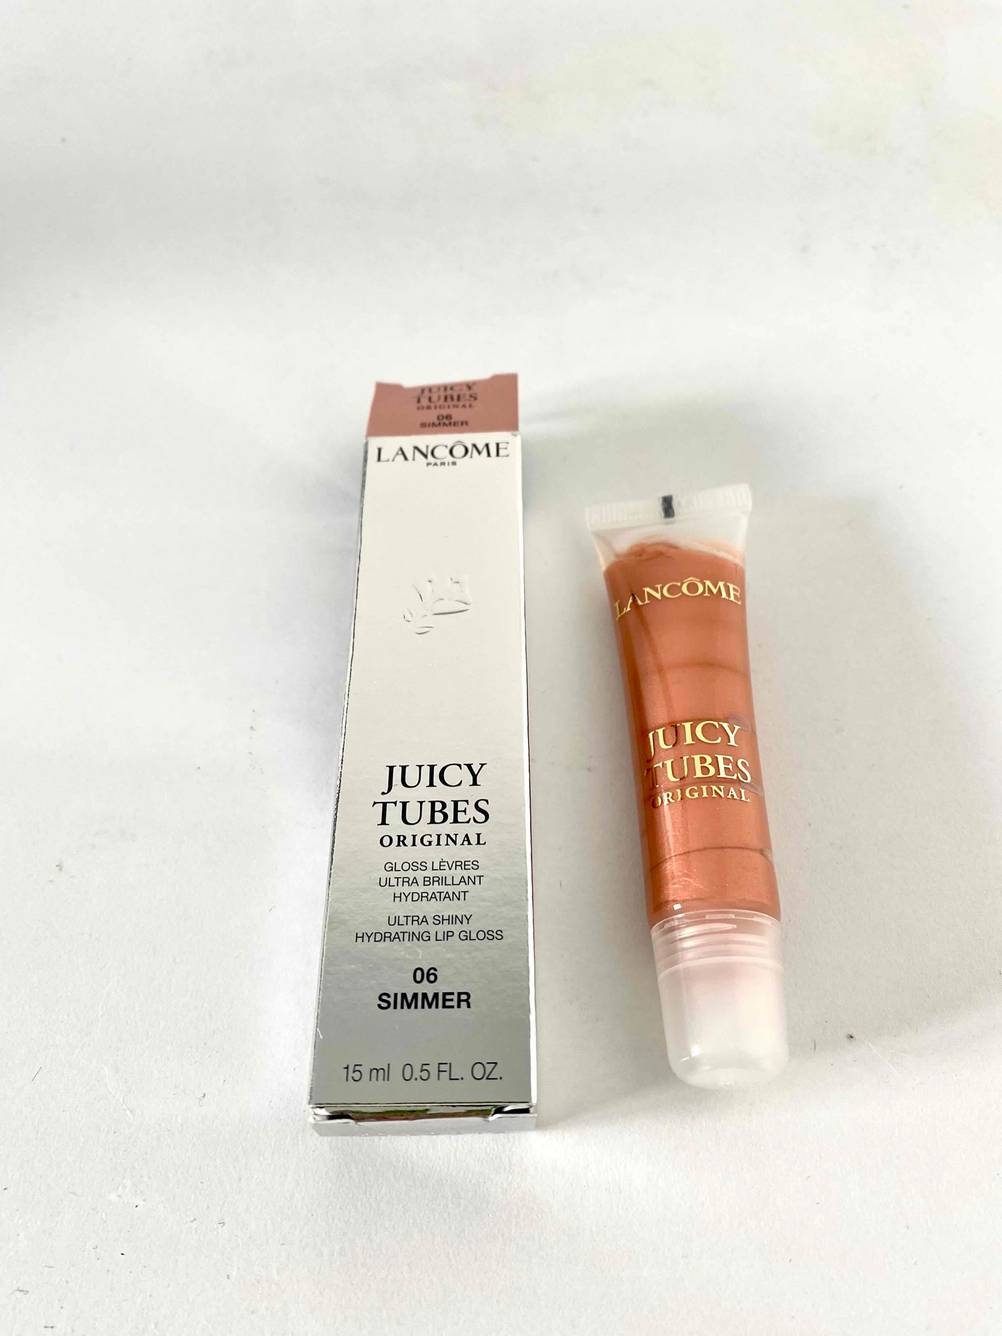 JUICY
TUBES
ORIGINAL
06
SIMMER
LANCÔME
PARIS
JUICY
TUBES
ORIGINAL
GLOSS LÈVRES
ULTRA BRILLANT
HYDRATANT
ULTRA SHINY
HYDRATING LIP GLOSS
06
SIMMER
15 ml 0.5 FL. OZ.
LANCÔME
JUICY
TUBES
ORIGINAL